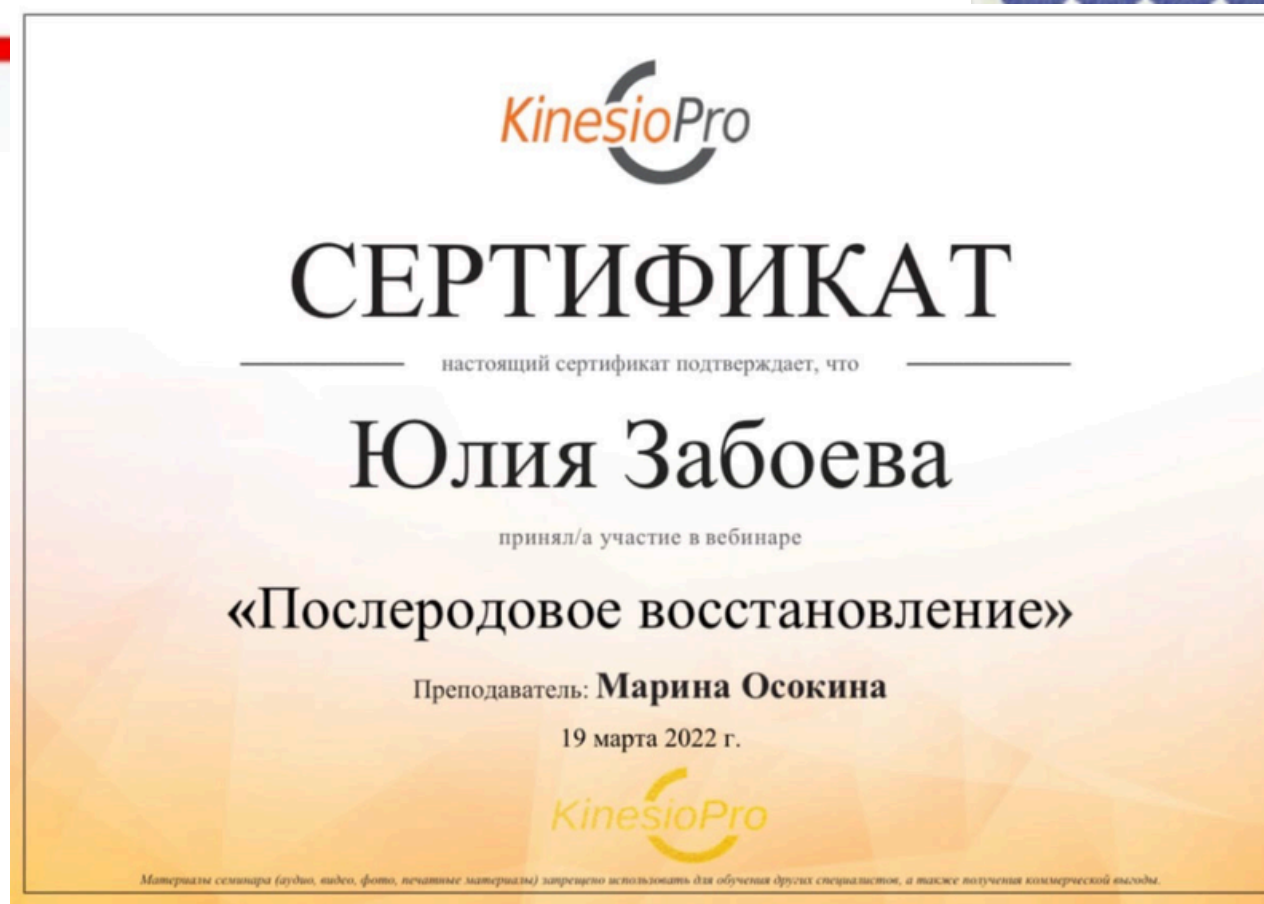 KinesioPro
СЕРТИФИКАТ
настоящий сертификат подтверждает, что
Юлия Забоева
принял/а участие в вебинаре
«Послеродовое восстановление»
Преподаватель: Марина Осокина
19 марта 2022 г.
KinesioPro
Материалы семинара (аудио, видео, фото, печатные материалы) запрещено использовать для обучения других специалистов, а также получения коммерческой выгоды.